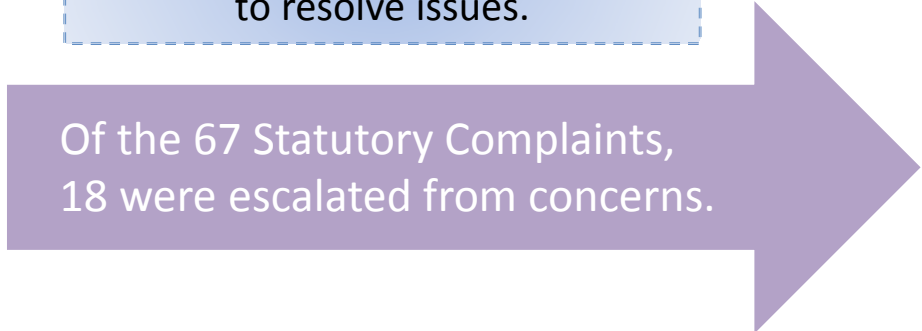 to resolve issues.
Of the 67 Statutory Complaints,
18 were escalated from concerns.